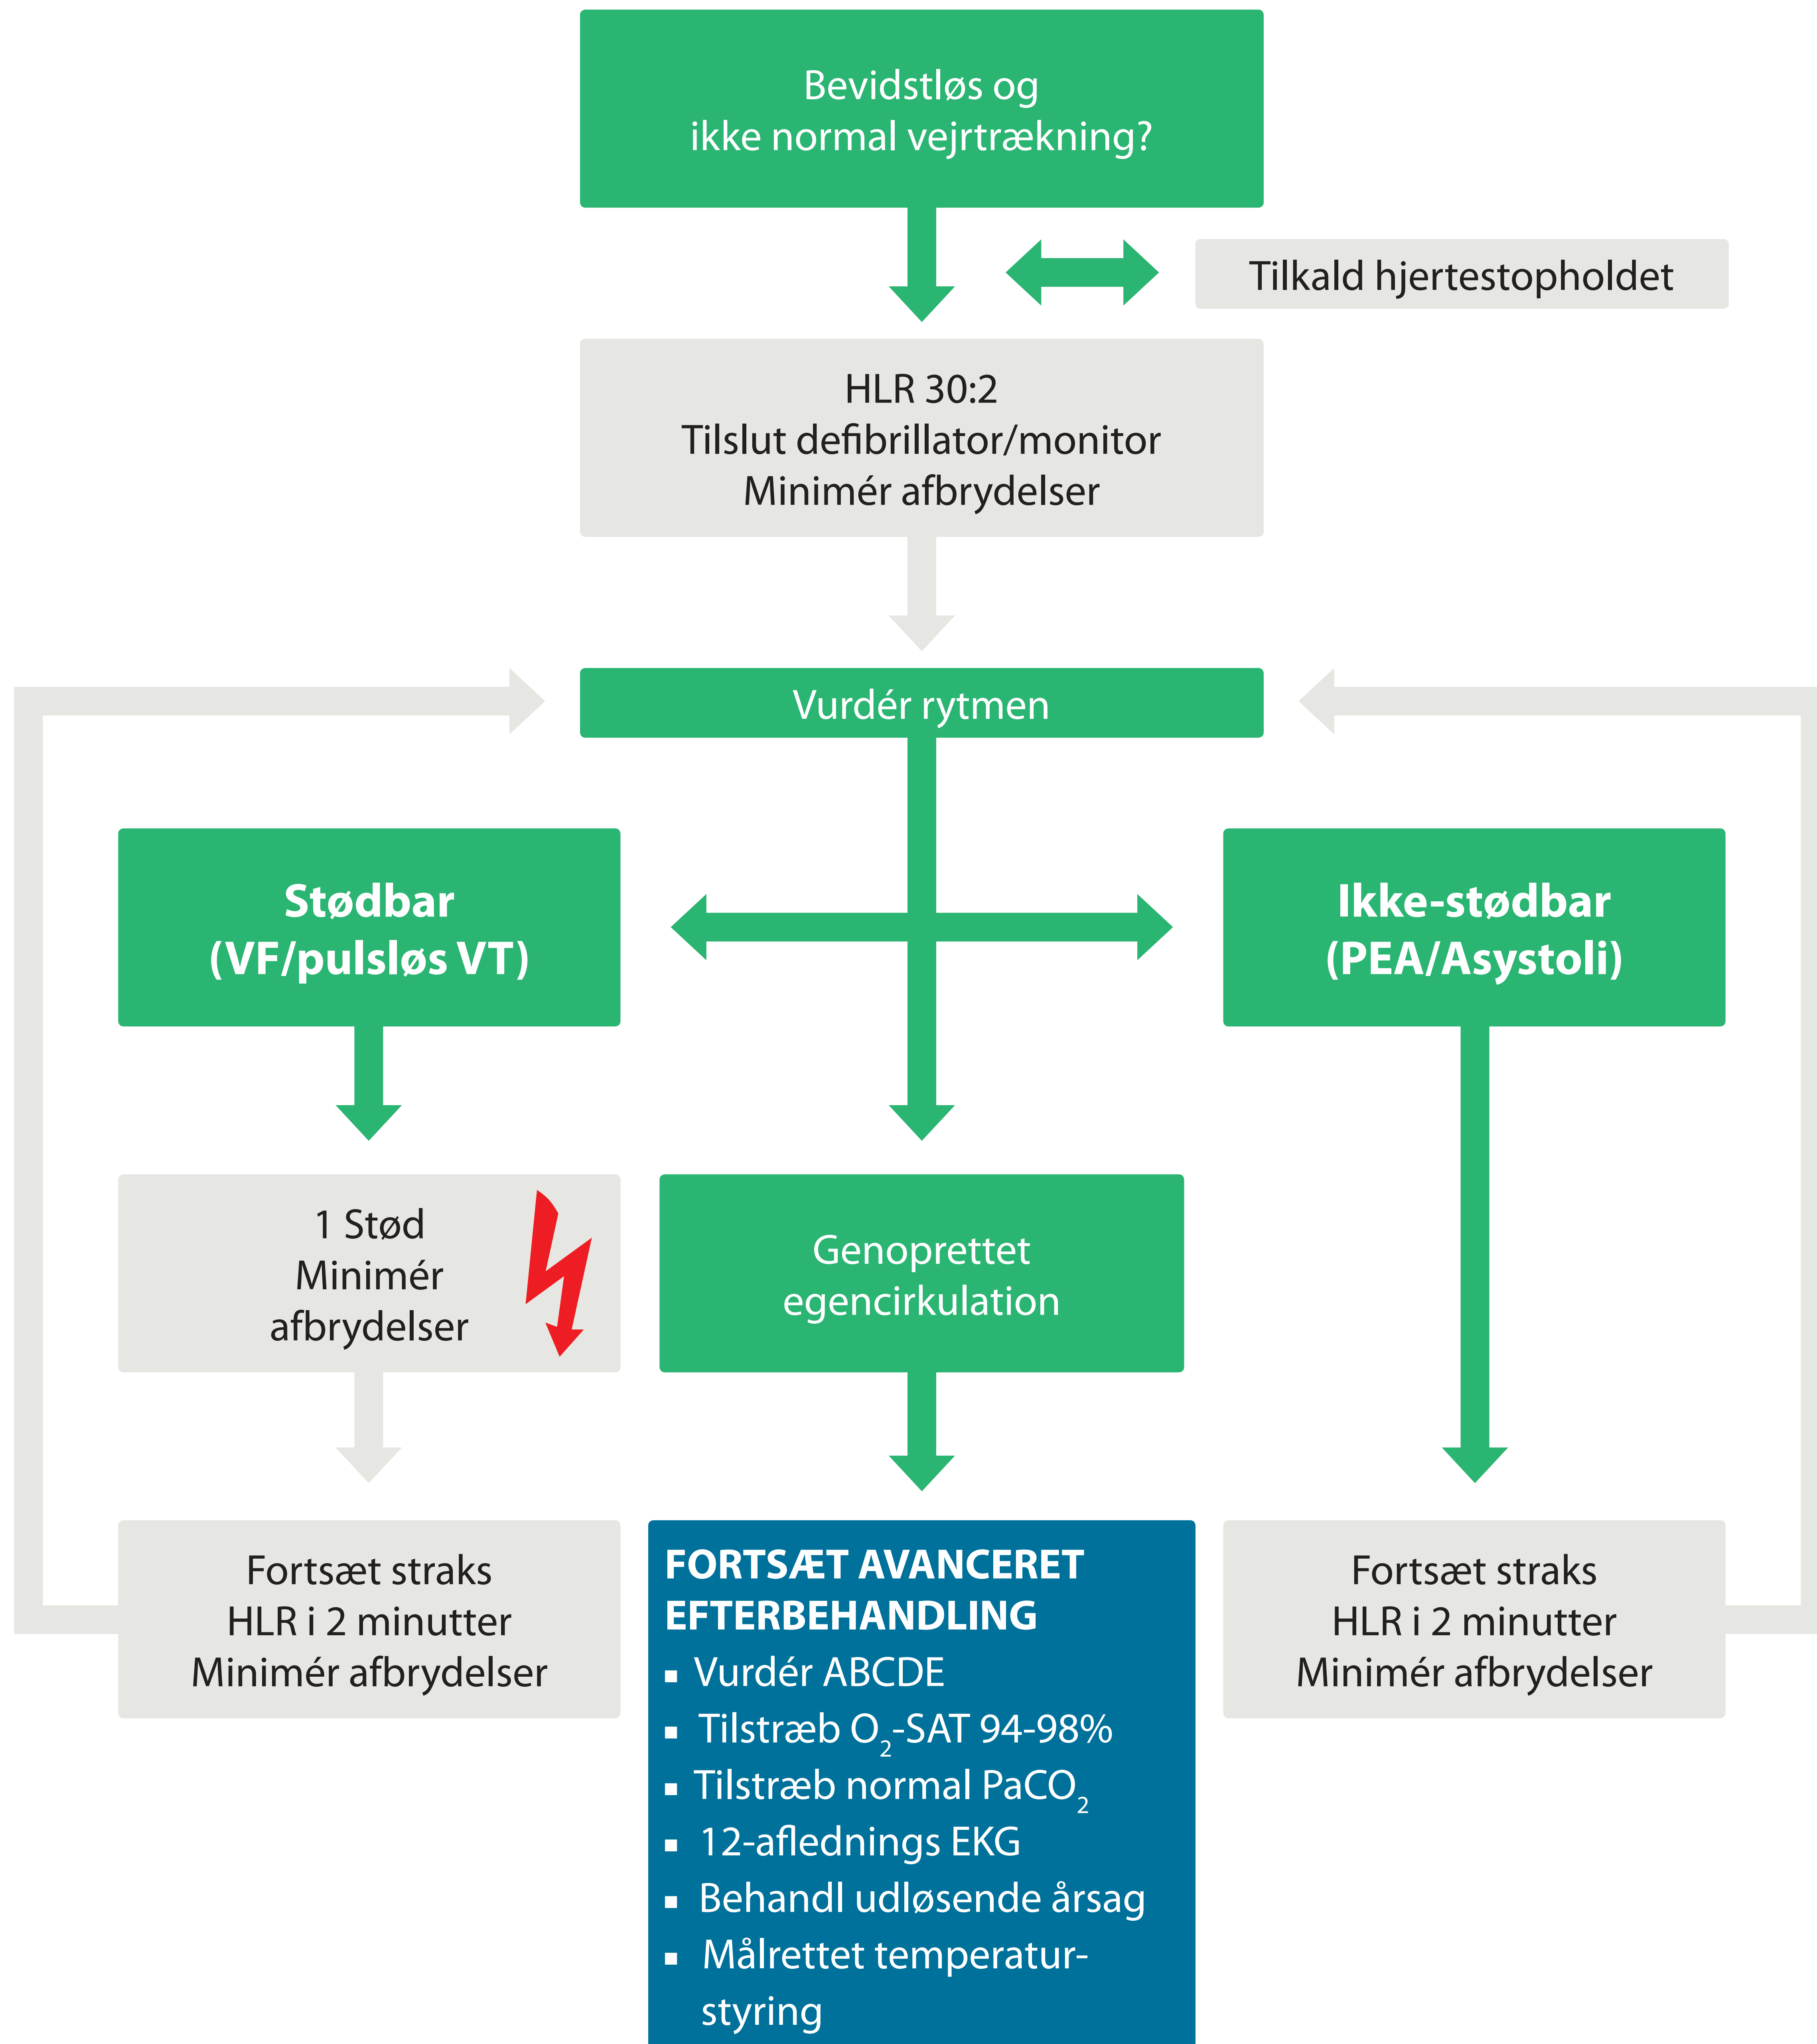 Bevidstløs og
ikke normal vejrtrækning?
Tilkald hjertestopholdet
HLR 30:2
Tilslut defibrillator/monitor
Minimér afbrydelser
Vurdér rytmen
Stødbar
(VF/pulsløs VT)
Ikke-stødbar
(PEA/Asystoli)
1 Stød
Minimér
afbrydelser
Genoprettet
egencirkulation
Fortsæt straks
HLR i 2 minutter
Minimér afbrydelser
FORTSÆT AVANCERET
EFTERBEHANDLING
▪ Vurdér ABCDE
▪ Tilstræb O₂-SAT 94-98%
▪ Tilstræb normal PaCO₂
▪ 12-aflednings EKG
▪ Behandl udløsende årsag
▪ Målrettet temperatur-
styring
Fortsæt straks
HLR i 2 minutter
Minimér afbrydelser